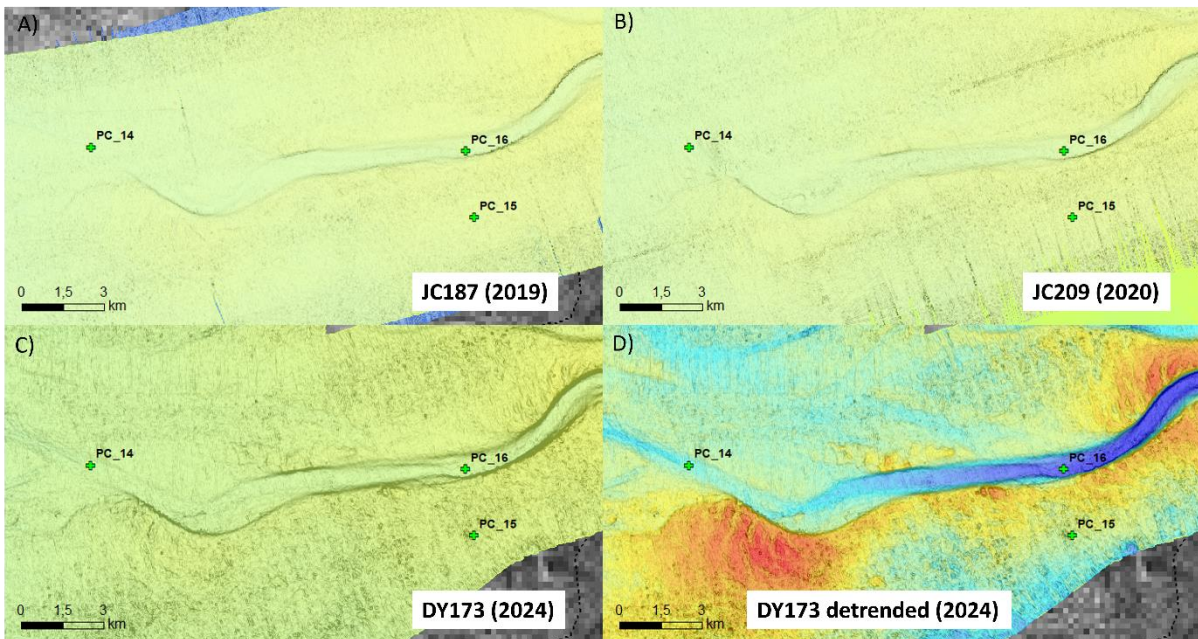 A)
PC_14
PC_16
PC_15
0 1,5 3
km
JC187 (2019)
B)
PC_14
PC_16
PC_15
0 1,5 3
km
JC209 (2020)
C)
PC_14
PC_16
PC_15
0 1,5 3
km
DY173 (2024)
D)
PC_14
PC_16
PC_15
0 1,5 3
km
DY173 detrended (2024)